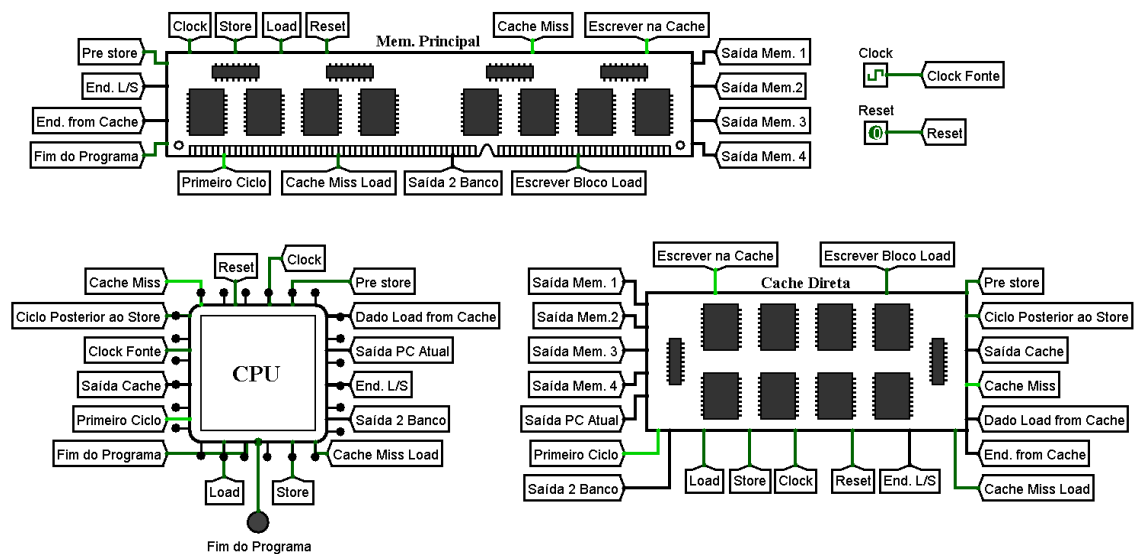 Clock
Store
Load
Reset
Cache Miss
Escrever na Cache
Mem. Principal
Pre store
End. L/S
End. from Cache
Fim do Programa
Saída Mem. 1
Saída Mem.2
Saída Mem. 3
Saída Mem. 4
Primeiro Ciclo
Cache Miss Load
Saída 2 Banco
Escrever Bloco Load
Clock
Clock Fonte
Reset
0
Reset
Cache Miss
Reset
Clock
Pre store
Ciclo Posterior ao Store
Clock Fonte
Saída Cache
Primeiro Ciclo
Fim do Programa
CPU
Dado Load from Cache
Saída PC Atual
End. L/S
Saída 2 Banco
Cache Miss Load
Load
Store
Fim do Programa
Escrever na Cache
Escrever Bloco Load
Cache Direta
Saída Mem. 1
Saída Mem.2
Saída Mem. 3
Saída Mem. 4
Saída PC Atual
Primeiro Ciclo
Saída 2 Banco
Load
Store
Clock
Reset
End. L/S
Pre store
Ciclo Posterior ao Store
Saída Cache
Cache Miss
Dado Load from Cache
End. from Cache
Cache Miss Load